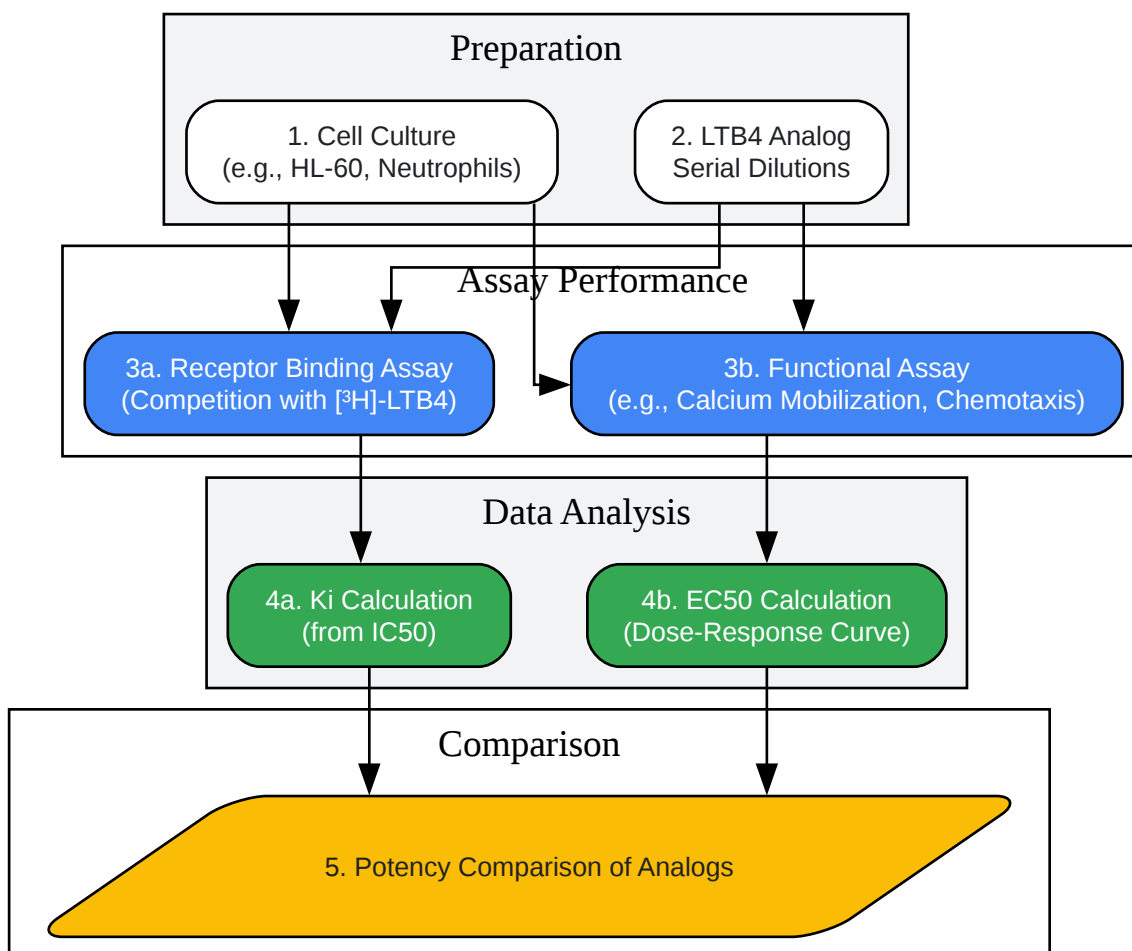 Preparation
1. Cell Culture
(e.g., HL-60, Neutrophils)
2. LTB4 Analog
Serial Dilutions
Assay Performance
3a. Receptor Binding Assay
(Competition with [³H]-LTB4)
3b. Functional Assay
(e.g., Calcium Mobilization, Chemotaxis)
Data Analysis
4a. Ki Calculation
(from IC50)
4b. EC50 Calculation
(Dose-Response Curve)
Comparison
5. Potency Comparison of Analogs